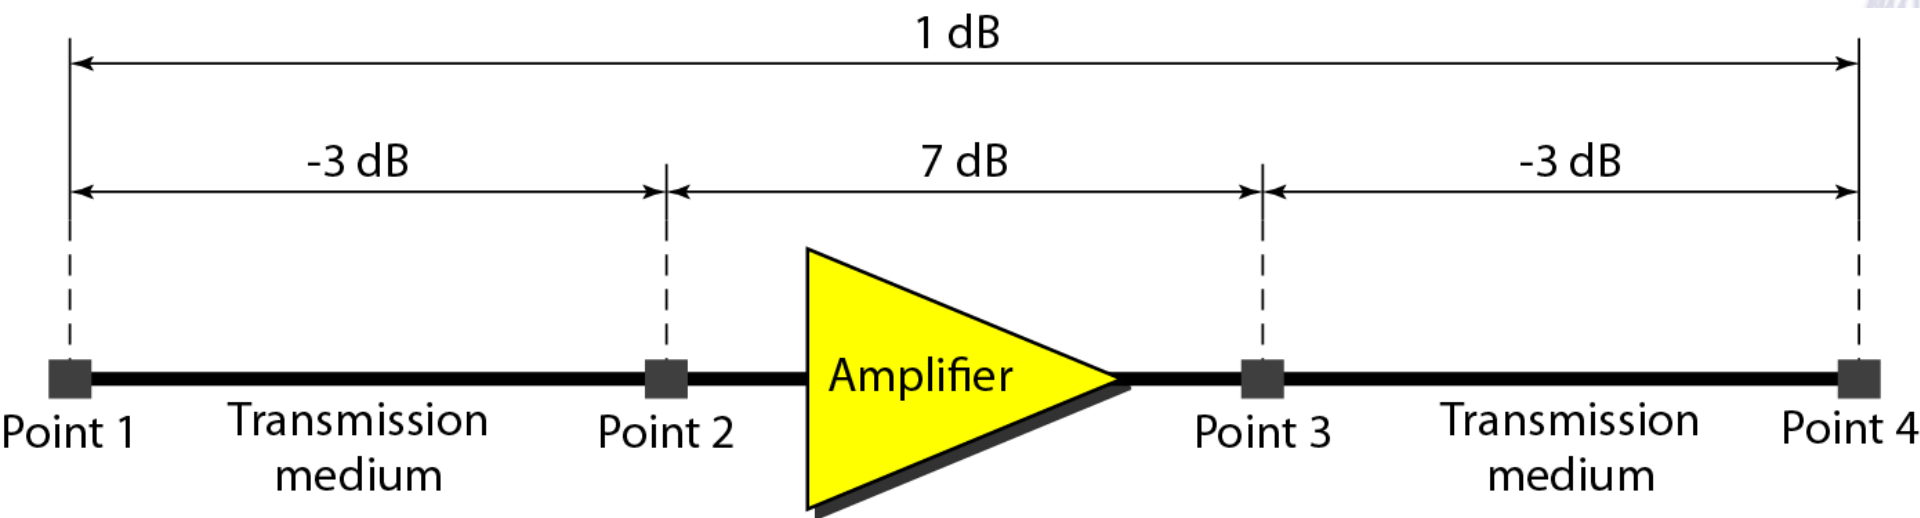 1 dB
-3 dB
7 dB
-3 dB
Amplifier
Point 1
Transmission
medium
Point 2
Point 3
Transmission
medium
Point 4